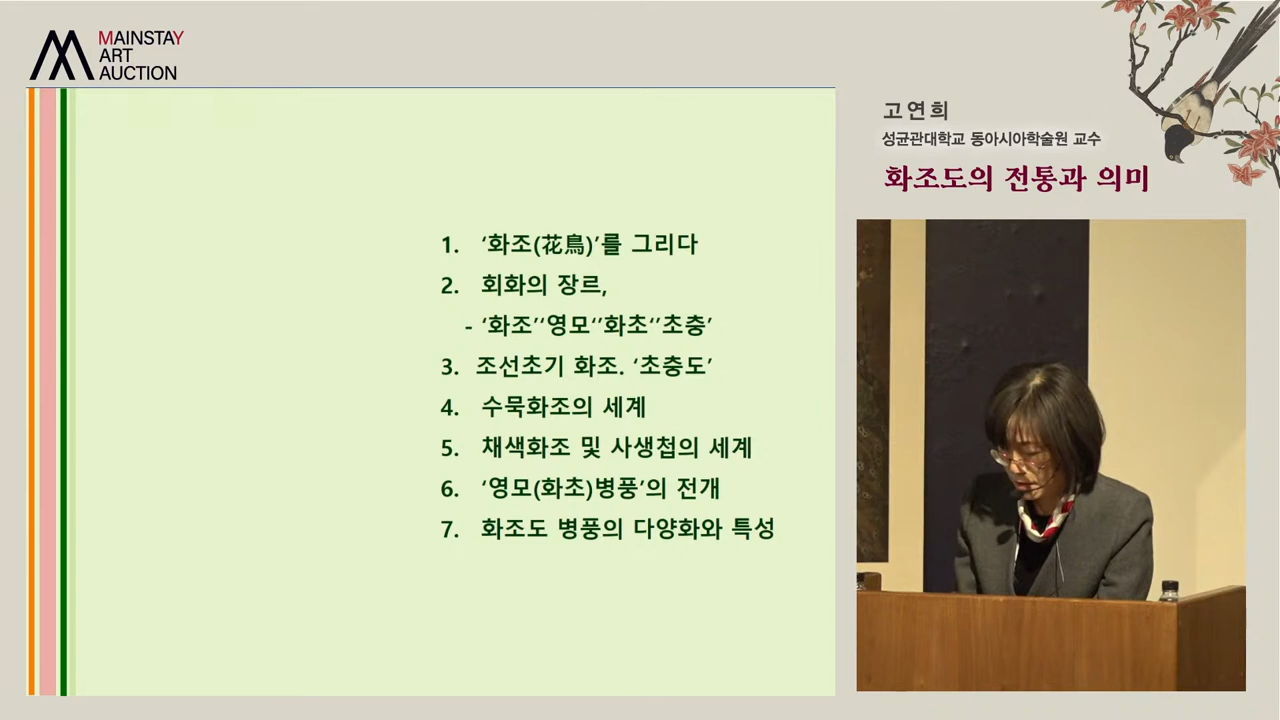 MAINSTAY
ART
AUCTION
고연희
성균관대학교 동아시아학술원 교수
화조도의 전통과 의미
1. ‘화조(花鳥)’를 그리다
2. 회화의 장르,
- ‘화조’‘영모‘’화초‘’초충’
3. 조선초기 화조. ‘초충도’
4. 수묵화조의 세계
5. 채색화조 및 사생첩의 세계
6. ‘영모(화초)병풍’의 전개
7. 화조도 병풍의 다양화와 특성